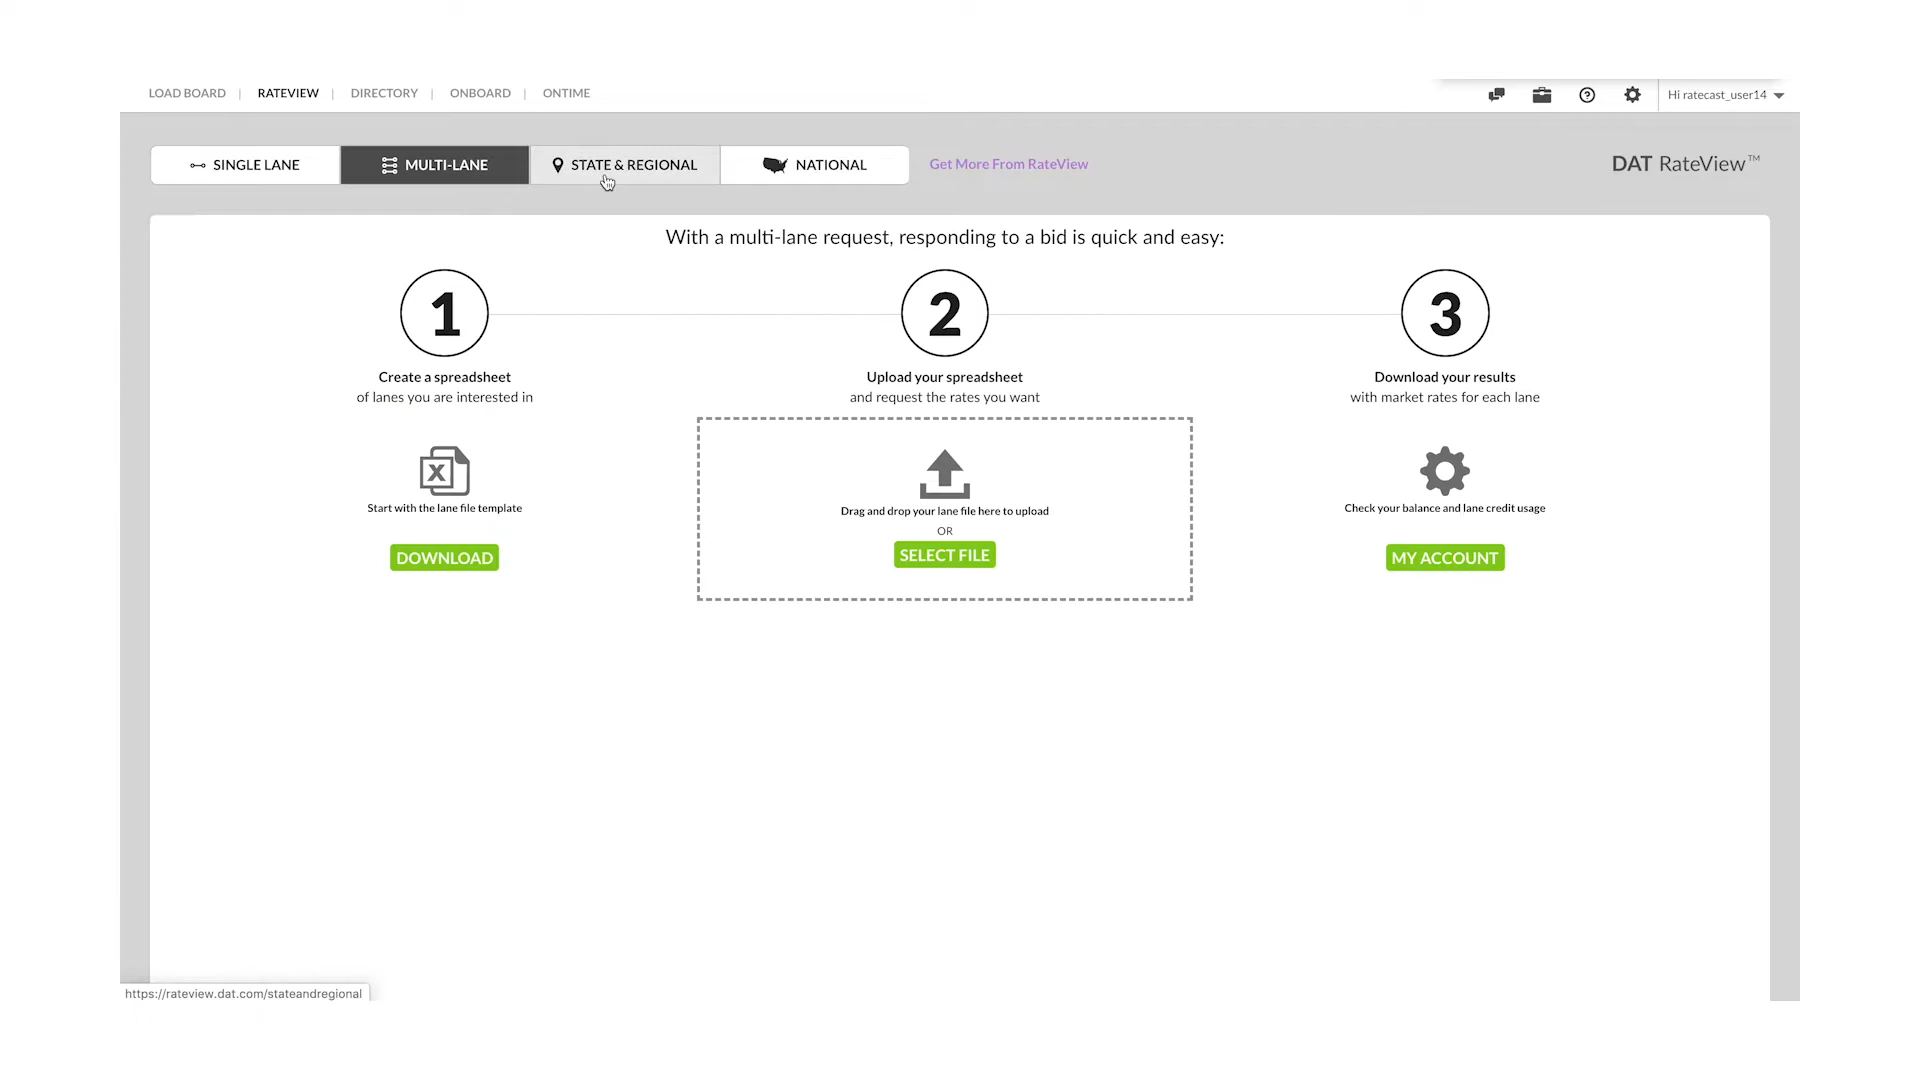 LOAD BOARD | RATEVIEW | DIRECTORY | ONBOARD | ONTIME
Hi ratecast_user14
SINGLE LANE
MULTI-LANE
STATE & REGIONAL
NATIONAL
Get More From RateView
DAT RateView™
With a multi-lane request, responding to a bid is quick and easy:
1
2
3
Create a spreadsheet
of lanes you are interested in
Upload your spreadsheet
and request the rates you want
Download your results
with market rates for each lane
X
Start with the lane file template
DOWNLOAD
Drag and drop your lane file here to upload
OR
SELECT FILE
Check your balance and lane credit usage
MY ACCOUNT
https://rateview.dat.com/stateandregional